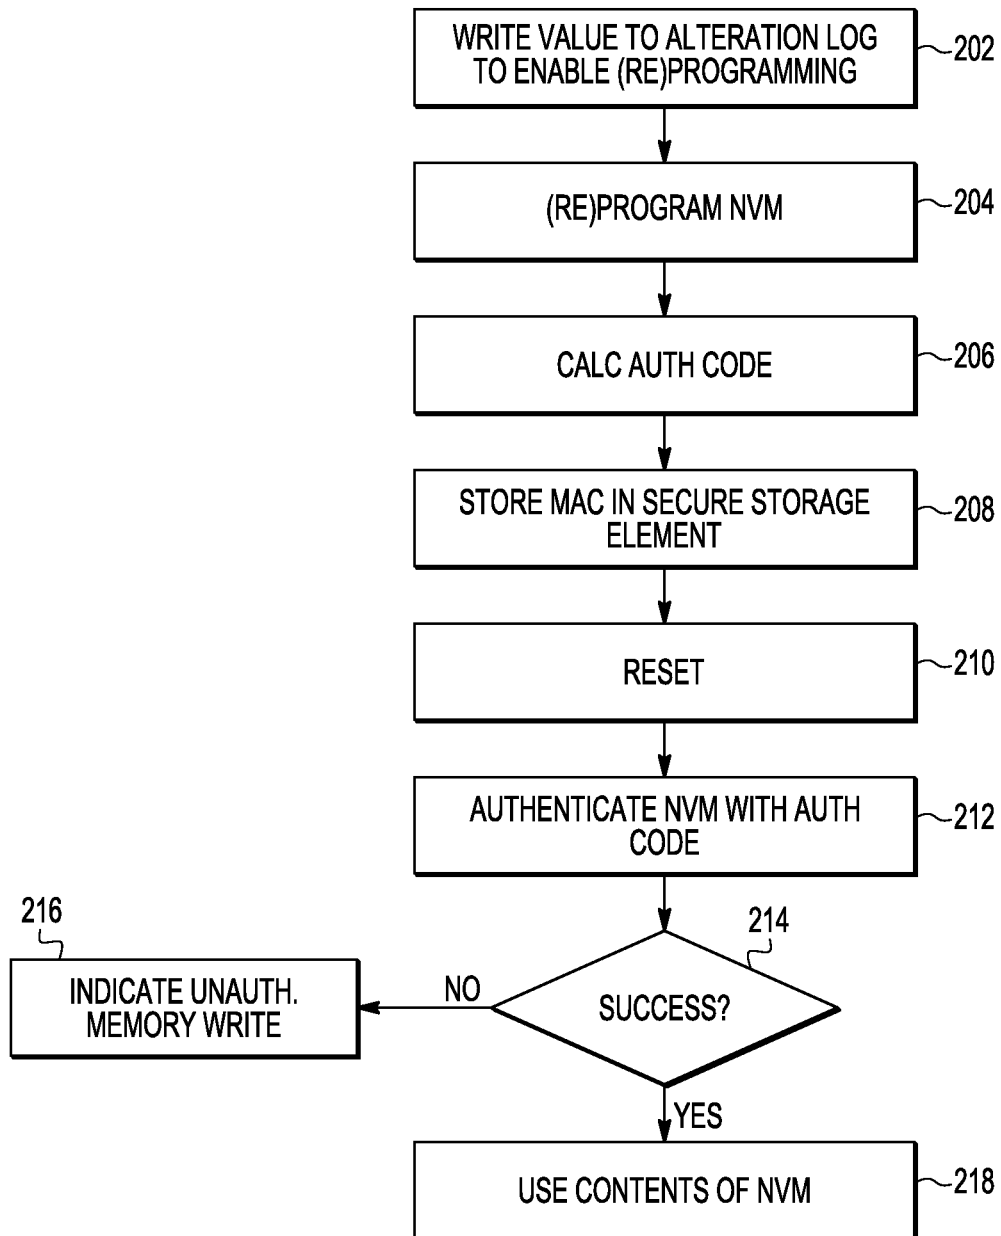 WRITE VALUE TO ALTERATION LOG
TO ENABLE (RE)PROGRAMMING
202
(RE)PROGRAM NVM
204
CALC AUTH CODE
206
STORE MAC IN SECURE STORAGE
ELEMENT
208
RESET
210
AUTHENTICATE NVM WITH AUTH
CODE
212
216
INDICATE UNAUTH.
MEMORY WRITE
NO
214
SUCCESS?
YES
USE CONTENTS OF NVM
218